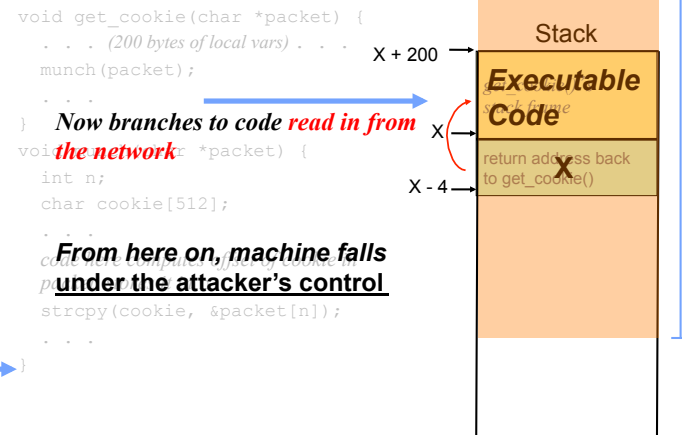 void get_cookie(char *packet) {
. . . (200 bytes of local vars) . . .
munch(packet);
. . .
}
Now branches to code read in from
the network
void *packet) {
int n;
char cookie[512];
. . .
From here on, machine falls
under the attacker's control
strcpy(cookie, &packet[n]);
. . .
}
Stack
X + 200
Executable
Code
stack frame
X
return address back
to get_cookie()
X
X - 4